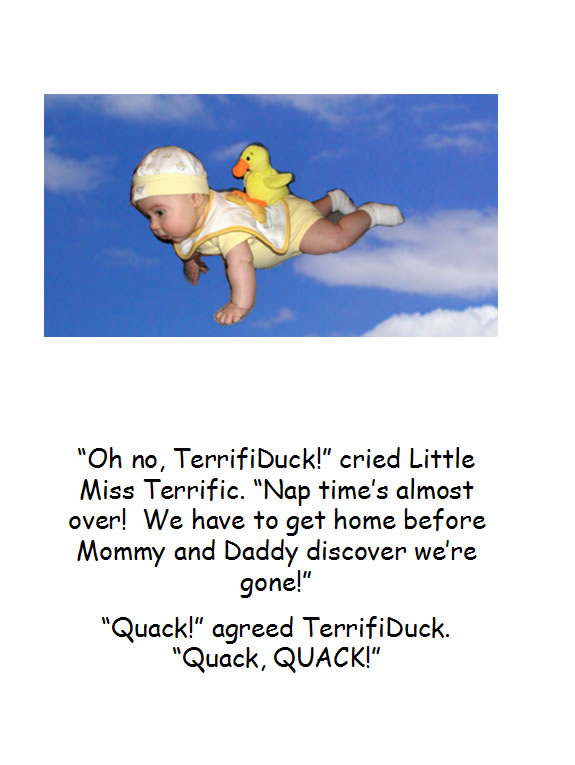 “Oh no, TerrifiDuck!” cried Little
Miss Terrific. “Nap time’s almost
over!  We have to get home before
Mommy and Daddy discover we’re
gone!”
“Quack!” agreed TerrifiDuck.
“Quack, QUACK!”